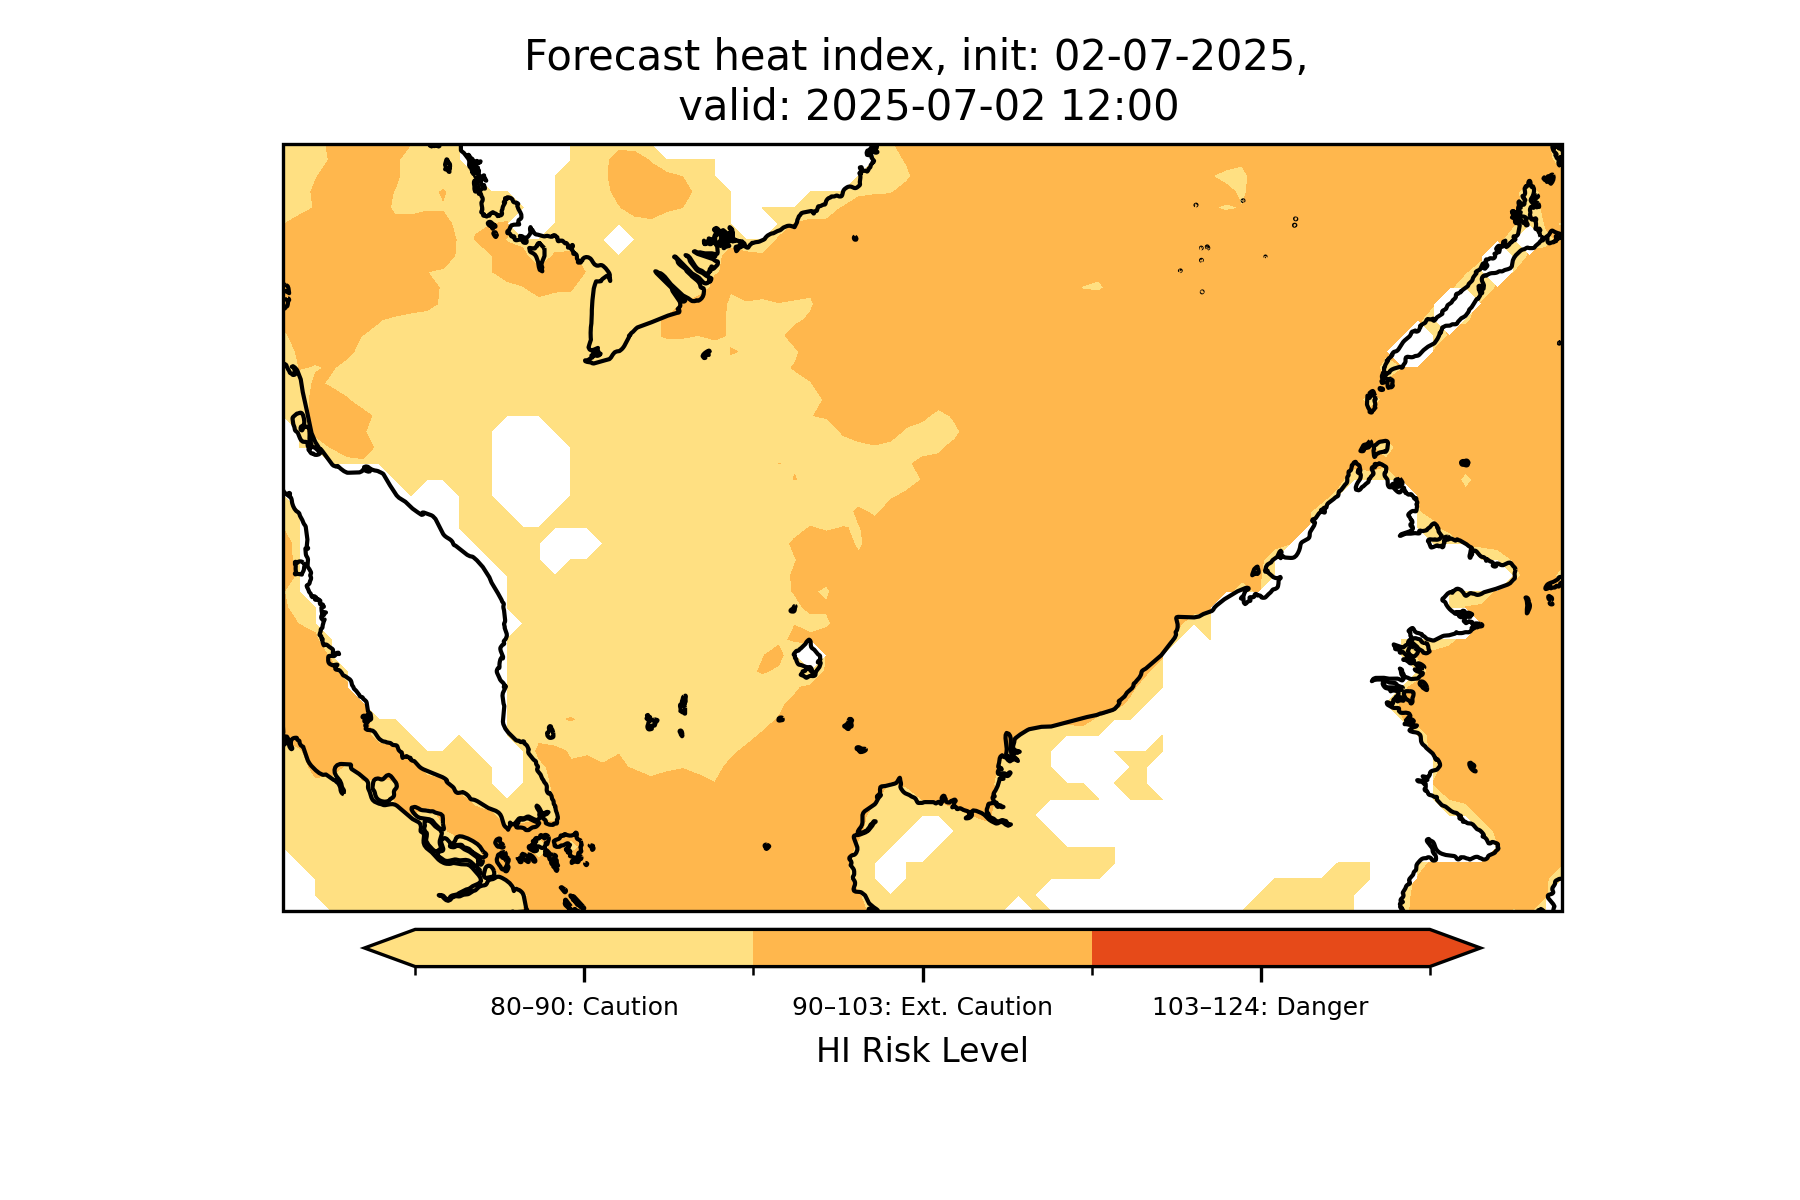 Forecast heat index, init: 02-07-2025,
valid: 2025-07-02 12:00
80–90: Caution
90–103: Ext. Caution
103–124: Danger
HI Risk Level